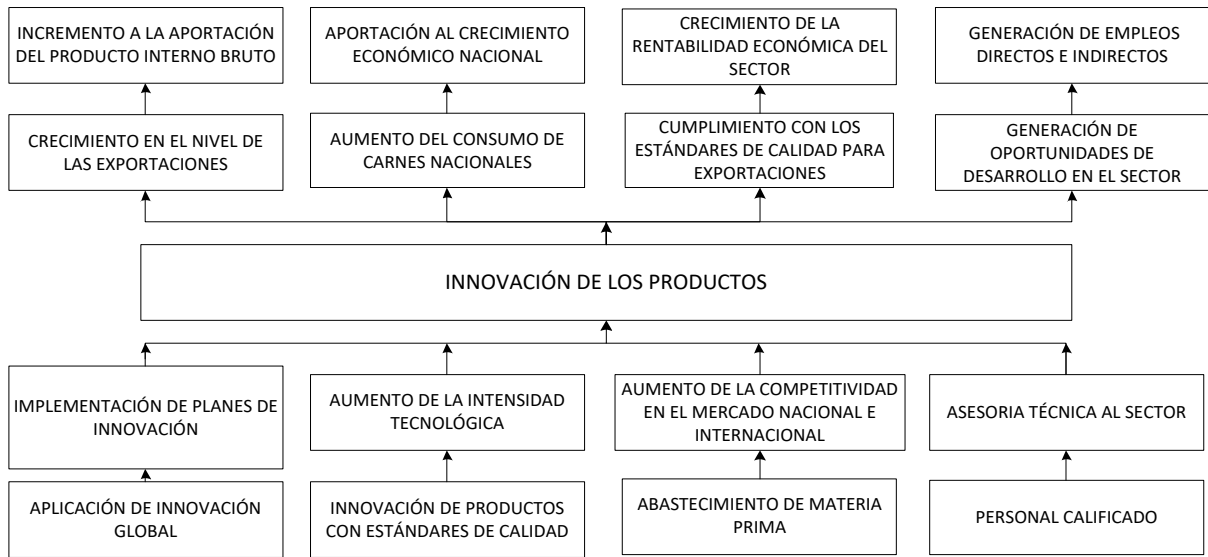 INCREMENTO A LA APORTACIÓN
DEL PRODUCTO INTERNO BRUTO
APORTACIÓN AL CRECIMIENTO
ECONÓMICO NACIONAL
CRECIMIENTO DE LA
RENTABILIDAD ECONÓMICA DEL
SECTOR
GENERACIÓN DE EMPLEOS
DIRECTOS E INDIRECTOS
CRECIMIENTO EN EL NIVEL DE
LAS EXPORTACIONES
AUMENTO DEL CONSUMO DE
CARNES NACIONALES
CUMPLIMIENTO CON LOS
ESTÁNDARES DE CALIDAD PARA
EXPORTACIONES
GENERACIÓN DE
OPORTUNIDADES DE
DESARROLLO EN EL SECTOR
INNOVACIÓN DE LOS PRODUCTOS
IMPLEMENTACIÓN DE PLANES DE
INNOVACIÓN
AUMENTO DE LA INTENSIDAD
TECNOLÓGICA
AUMENTO DE LA COMPETITIVIDAD
EN EL MERCADO NACIONAL E
INTERNACIONAL
ASESORIA TÉCNICA AL SECTOR
APLICACIÓN DE INNOVACIÓN
GLOBAL
INNOVACIÓN DE PRODUCTOS
CON ESTÁNDARES DE CALIDAD
ABASTECIMIENTO DE MATERIA
PRIMA
PERSONAL CALIFICADO